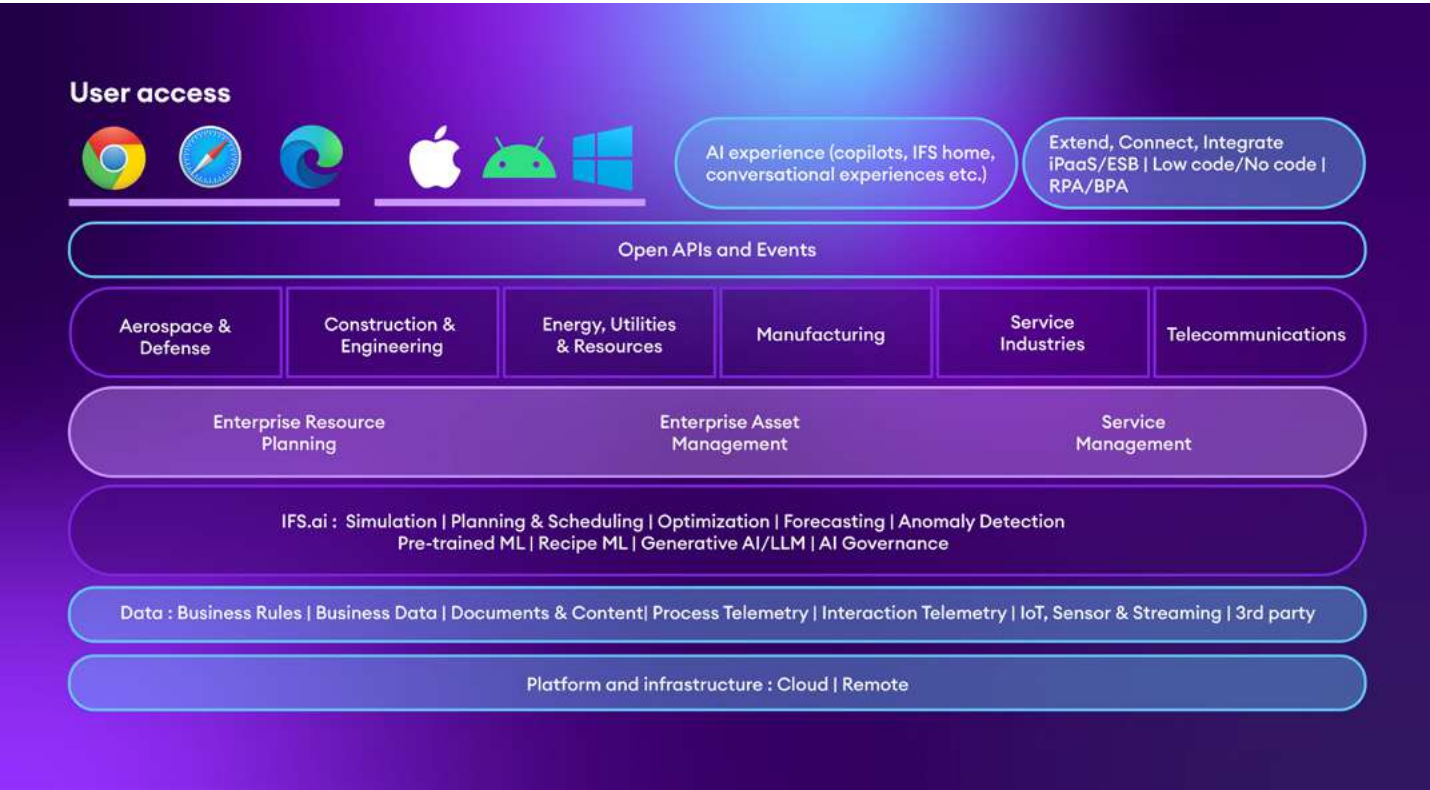 User access
AI experience (copilots, IFS home,
conversational experiences etc.)
Extend, Connect, Integrate
iPaaS/ESB | Low code/No code |
RPA/BPA
Open APIs and Events
Aerospace &
Defense
Construction &
Engineering
Energy, Utilities
& Resources
Manufacturing
Service
Industries
Telecommunications
Enterprise Resource
Planning
Enterprise Asset
Management
Service
Management
IFS.ai : Simulation | Planning & Scheduling | Optimization | Forecasting | Anomaly Detection
Pre-trained ML | Recipe ML | Generative AI/LLM | AI Governance
Data : Business Rules | Business Data | Documents & Content| Process Telemetry | Interaction Telemetry | IoT, Sensor & Streaming | 3rd party
Platform and infrastructure : Cloud | Remote